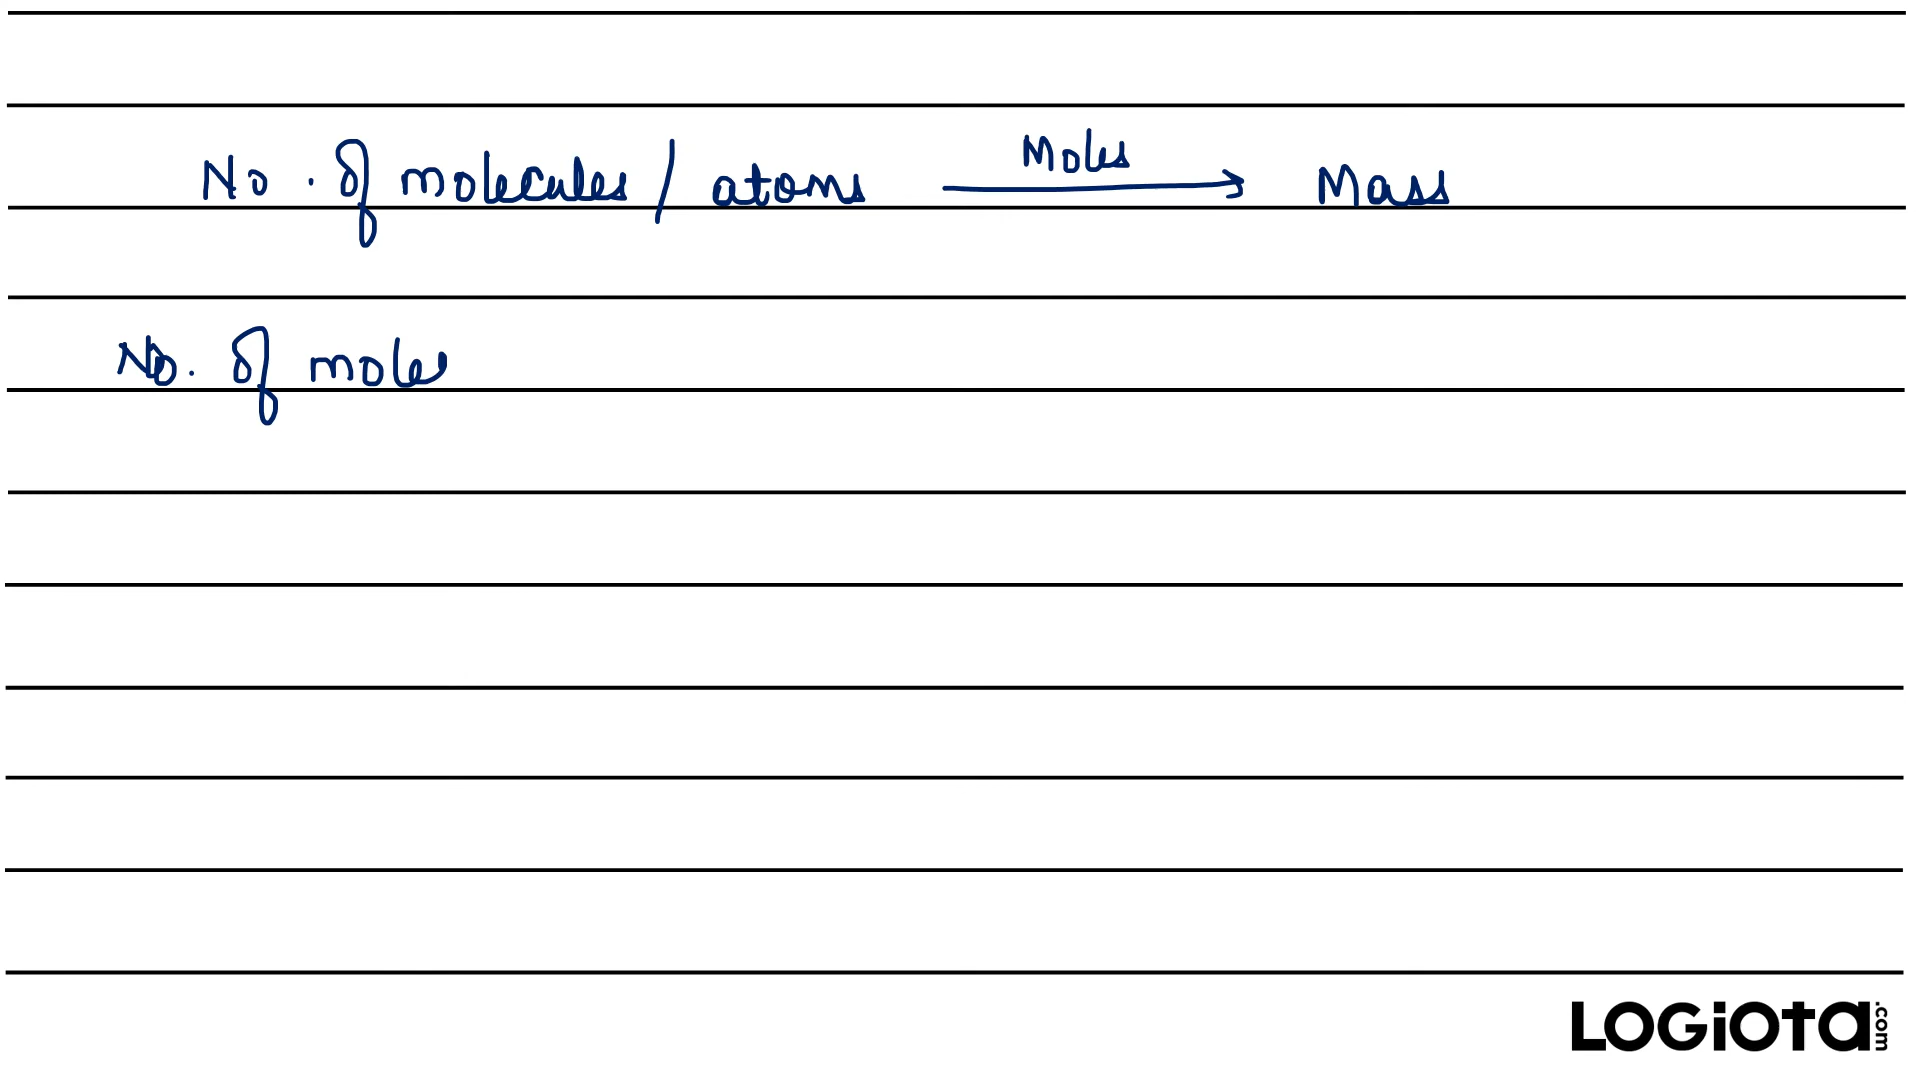 No. of molecules / atoms Moles → Mass
No. of moles
LOGiOta.com